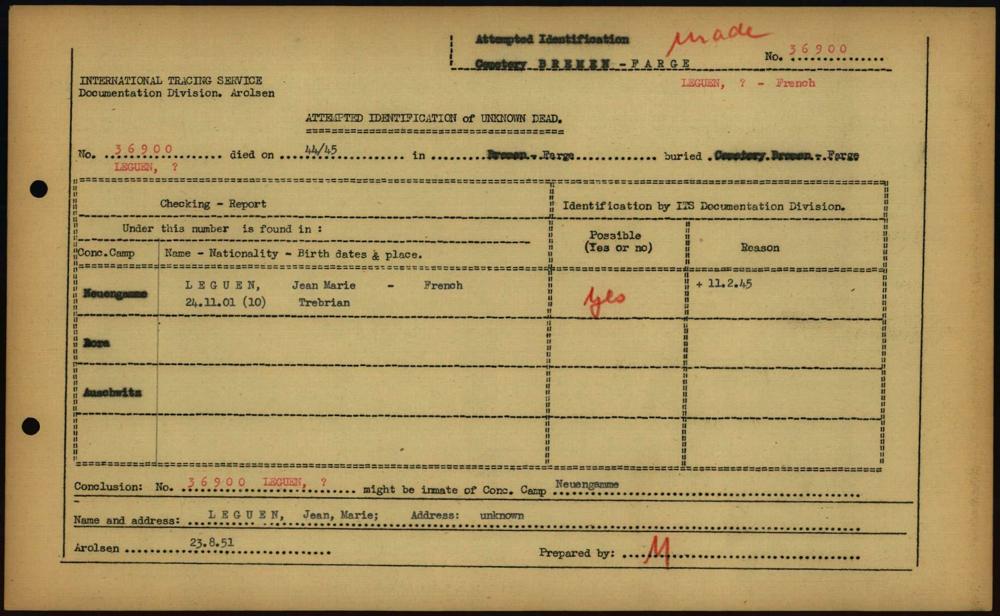 Attempted Identification made
Cemetery BREMEN - FARGE No. 36900
LEGUEN, ? - French
INTERNATIONAL TRACING SERVICE
Documentation Division. Arolsen
ATTEMPTED IDENTIFICATION of UNKNOWN DEAD.
No. 36900 died on 44/45 in Bremen - Farge buried Cemetery Bremen - Farge
LEGUEN, ?
Checking - Report
Identification by ITS Documentation Division.
Under this number is found in :
Possible (Yes or no)
Reason
Conc.Camp
Name - Nationality - Birth dates & place.
Neuengamme
LEGUEN, Jean Marie - French
yes
+ 11.2.45
24.11.01 (10) Trebrian
Dora
Auschwitz
Conclusion: No. 36900 LEGUEN, ? might be inmate of Conc. Camp Neuengamme
Name and address: LEGUEN, Jean, Marie; Address: unknown
Arolsen 23.8.51
Prepared by: M